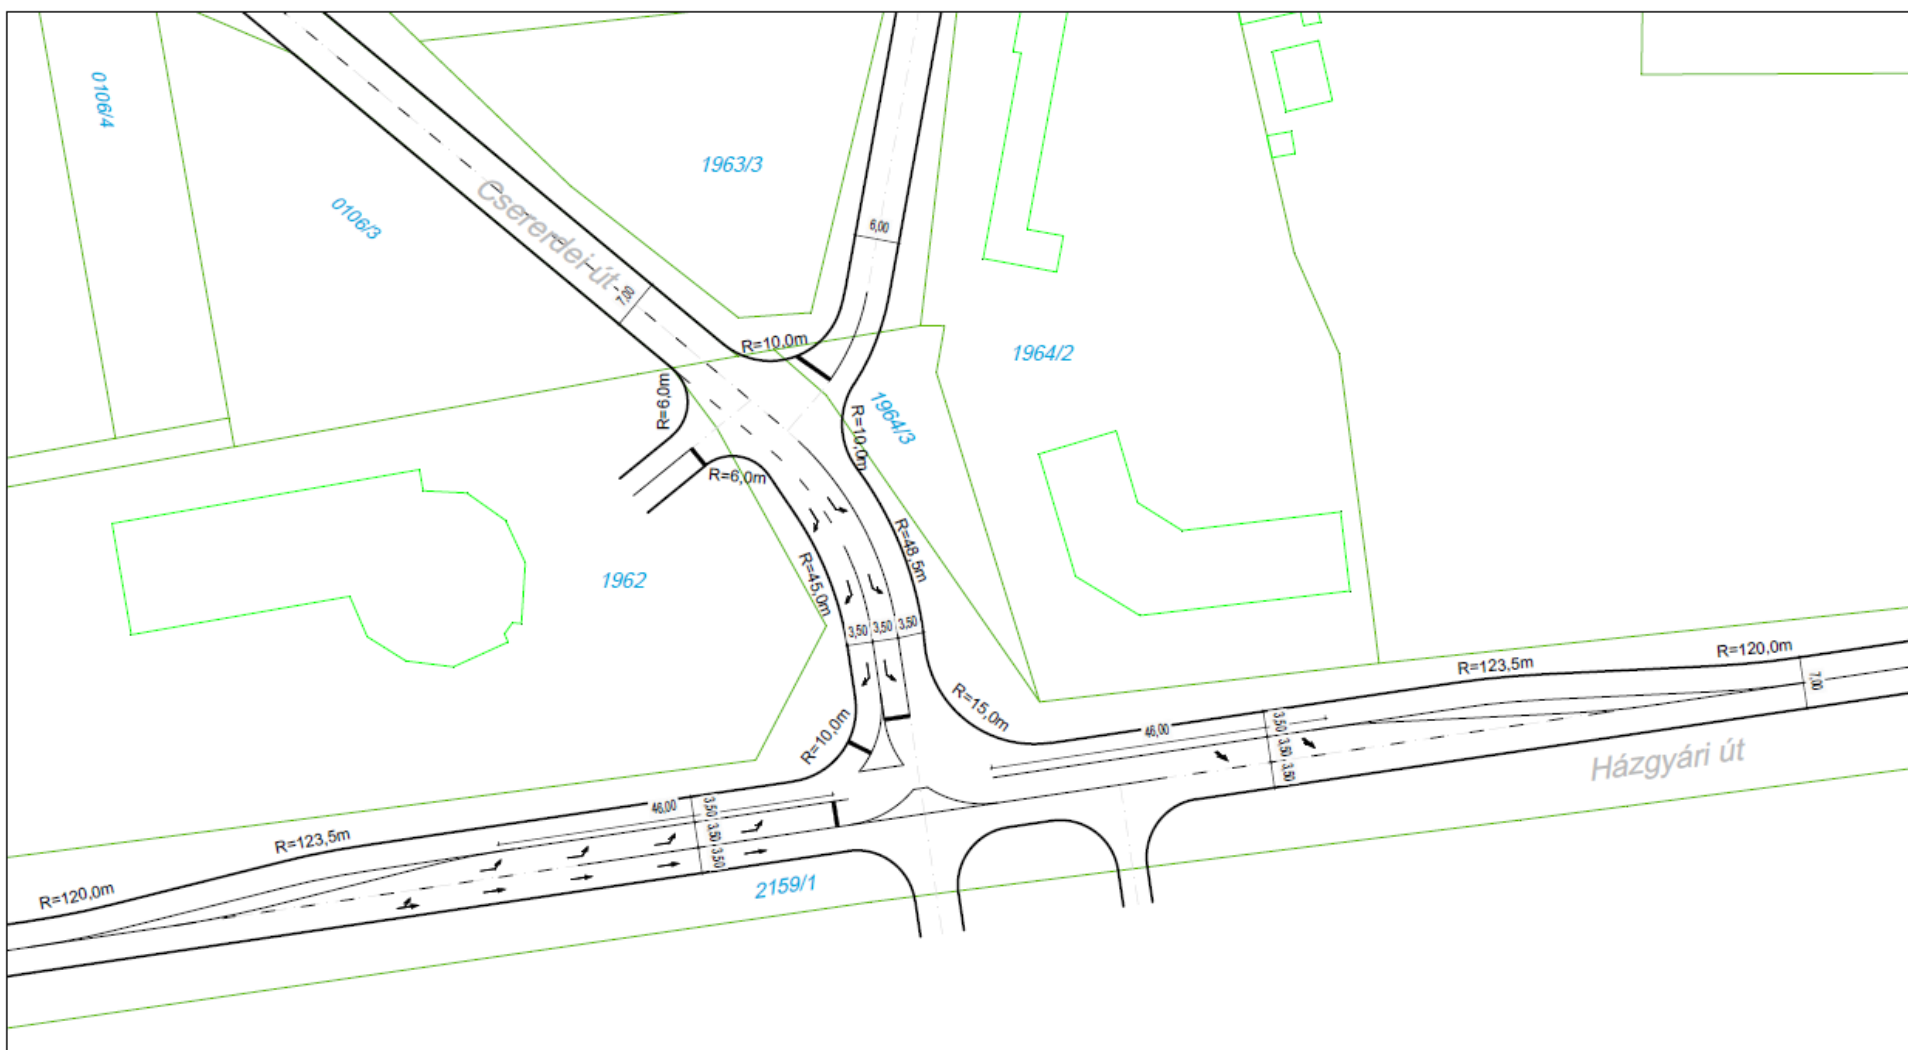 0106/4
1963/3
0106/3
Csererdei út
6,00
7,00
R=10,0m
1964/2
R=6,0m
1964/3
R=10,0m
R=6,0m
R=48,5m
R=45,0m
1962
3,50 3,50 3,50
R=120,0m
R=123,5m
7,00
R=15,0m
R=10,0m
46,00
3,50 3,50 3,50
Házgyári út
46,00
3,50 3,50 3,50
R=123,5m
R=120,0m
2159/1